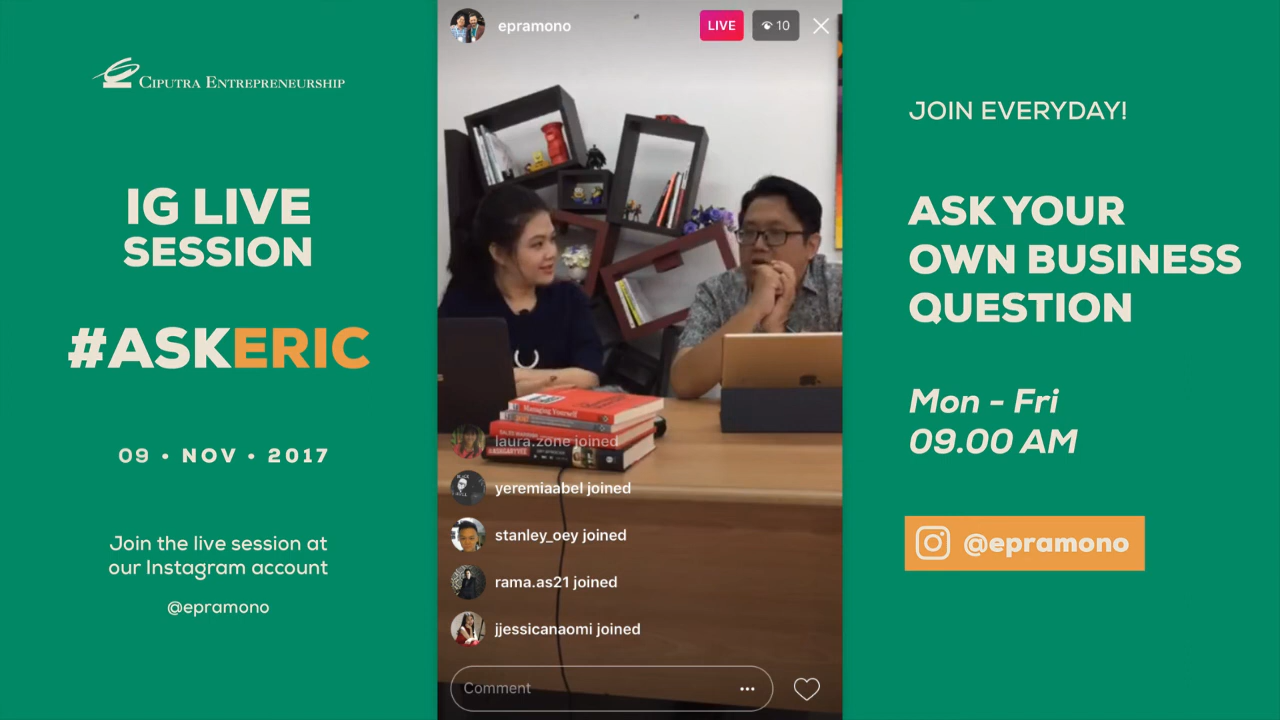 CIPUTRA ENTREPRENEURSHIP
IG LIVE
SESSION
#ASKERIC
09 • NOV • 2017
Join the live session at
our Instagram account
@epramono
epramono
LIVE
10
Managing Yourself
#ASKGARYVEE
laura.zone joined
yeremiaabel joined
stanley_oey joined
rama.as21 joined
jjessicanaomi joined
Comment
JOIN EVERYDAY!
ASK YOUR
OWN BUSINESS
QUESTION
Mon - Fri
09.00 AM
@epramono